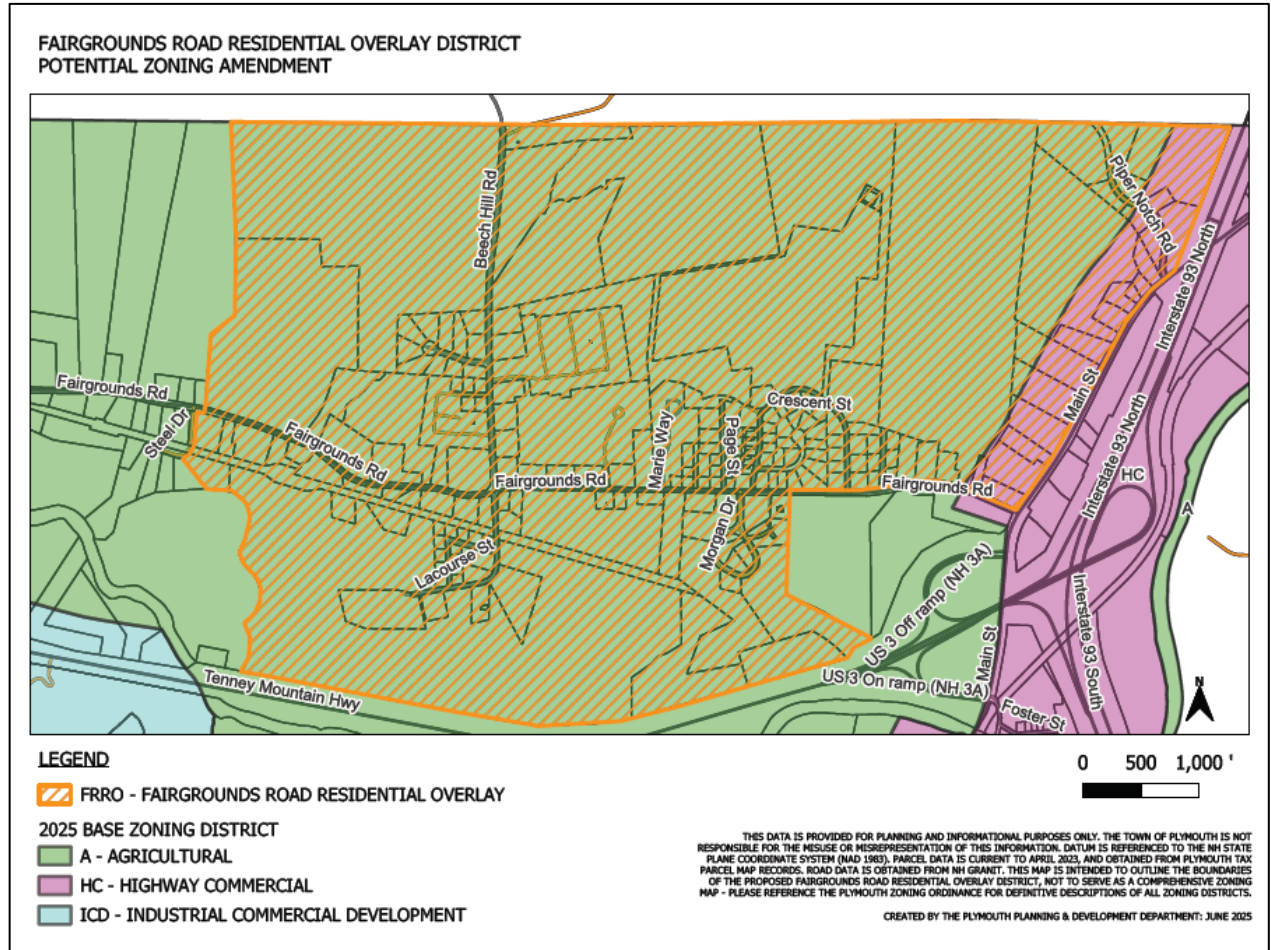 FAIRGROUNDS ROAD RESIDENTIAL OVERLAY DISTRICT
POTENTIAL ZONING AMENDMENT
Beech Hill Rd
Piper Notch Rd
Interstate 93 North
Fairgrounds Rd
Steel Dr
Fairgrounds Rd
Fairgrounds Rd
Marie Way
Page St
Crescent St
Main St
Interstate 93 North
HC
A
Fairgrounds Rd
Morgan Dr
Lacourse St
US 3 Off ramp (NH 3A)
US 3 On ramp (NH 3A)
Main St
Interstate 93 South
Tenney Mountain Hwy
Foster St
N
LEGEND
FRRO - FAIRGROUNDS ROAD RESIDENTIAL OVERLAY
2025 BASE ZONING DISTRICT
A - AGRICULTURAL
HC - HIGHWAY COMMERCIAL
ICD - INDUSTRIAL COMMERCIAL DEVELOPMENT
0 500 1,000 '
THIS DATA IS PROVIDED FOR PLANNING AND INFORMATIONAL PURPOSES ONLY. THE TOWN OF PLYMOUTH IS NOT
RESPONSIBLE FOR THE MISUSE OR MISREPRESENTATION OF THIS INFORMATION. DATUM IS REFERENCED TO THE NH STATE
PLANE COORDINATE SYSTEM (NAD 1983). PARCEL DATA IS CURRENT TO APRIL 2023, AND OBTAINED FROM PLYMOUTH TAX
PARCEL MAP RECORDS. ROAD DATA IS OBTAINED FROM NH GRANIT. THIS MAP IS INTENDED TO OUTLINE THE BOUNDARIES
OF THE PROPOSED FAIRGROUNDS ROAD RESIDENTIAL OVERLAY DISTRICT, NOT TO SERVE AS A COMPREHENSIVE ZONING
MAP - PLEASE REFERENCE THE PLYMOUTH ZONING ORDINANCE FOR DEFINITIVE DESCRIPTIONS OF ALL ZONING DISTRICTS.
CREATED BY THE PLYMOUTH PLANNING & DEVELOPMENT DEPARTMENT: JUNE 2025